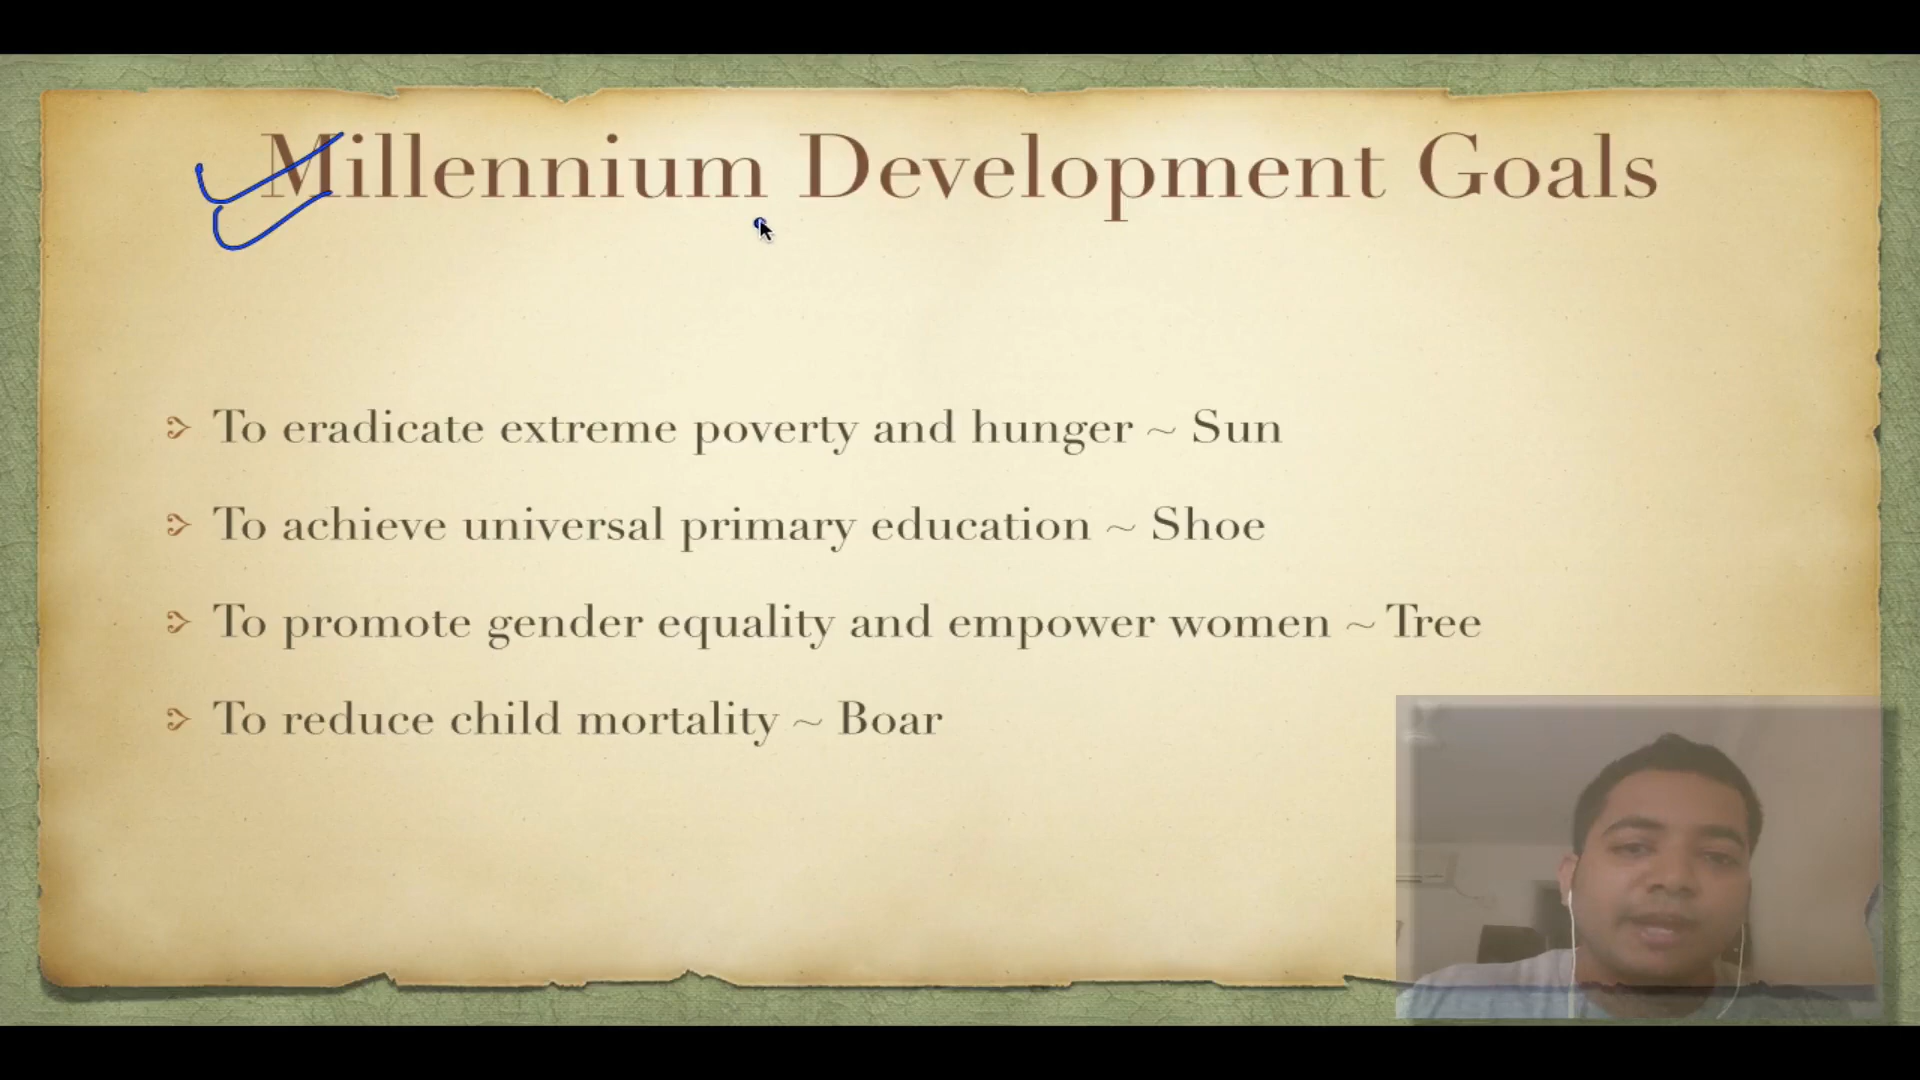 Millennium Development Goals
To eradicate extreme poverty and hunger ~ Sun
To achieve universal primary education ~ Shoe
To promote gender equality and empower women ~ Tree
To reduce child mortality ~ Boar